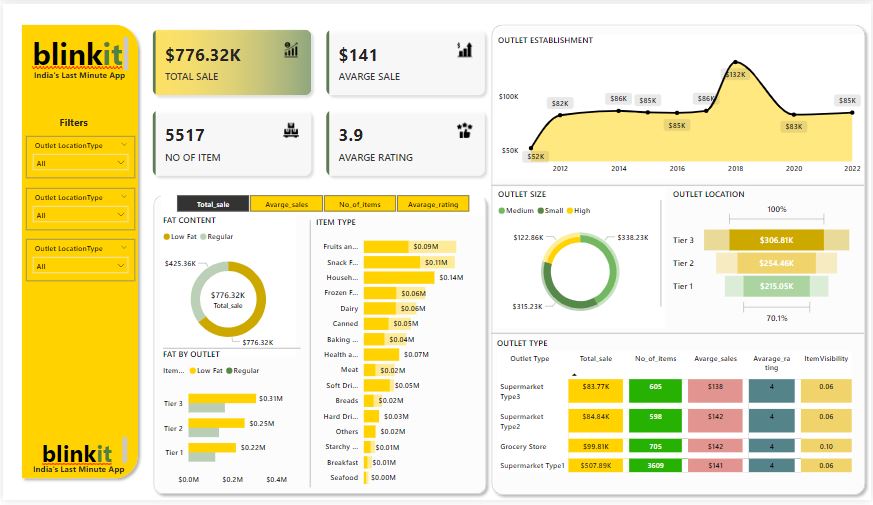 blinkit
India's Last Minute App
Filters
Outlet LocationType
All
Outlet LocationType
All
Outlet LocationType
All
blinkit
India's Last Minute App
$776.32K
TOTAL SALE
$141
AVARGE SALE
5517
NO OF ITEM
3.9
AVARGE RATING
Total_sale
Avarge_sales
No_of_items
Avarage_rating
FAT CONTENT
Low Fat
Regular
$425.36K
$776.32K
Total_sale
$776.32K
FAT BY OUTLET
Item...
Low Fat
Regular
Tier 3
$0.31M
Tier 2
$0.25M
Tier 1
$0.22M
$0.0M
$0.2M
$0.4M
ITEM TYPE
Fruits an...
$0.09M
Snack F...
$0.11M
Househ...
$0.14M
Frozen F...
$0.06M
Dairy
$0.06M
Canned
$0.05M
Baking ...
$0.04M
Health a...
$0.07M
Meat
$0.02M
Soft Dri...
$0.05M
Breads
$0.02M
Hard Dri...
$0.03M
Others
$0.02M
Starchy ...
$0.01M
Breakfast
$0.01M
Seafood
$0.00M
OUTLET ESTABLISHMENT
$100K
$50K
$52K
$82K
$86K
$85K
$85K
$86K
$132K
$83K
$85K
2012
2014
2016
2018
2020
2022
OUTLET SIZE
Medium
Small
High
$122.86K
$338.23K
$315.23K
OUTLET LOCATION
100%
Tier 3
$306.81K
Tier 2
$254.46K
Tier 1
$215.05K
70.1%
OUTLET TYPE
Outlet Type Total_sale No_of_items Avarge_sales Avarage_ra ItemVisibility
ting
Supermarket $83.77K 605 $138 4 0.06
Type3
Supermarket $84.84K 598 $142 4 0.06
Type2
Grocery Store $99.81K 705 $142 4 0.10
Supermarket Type1 $507.89K 3609 $141 4 0.06